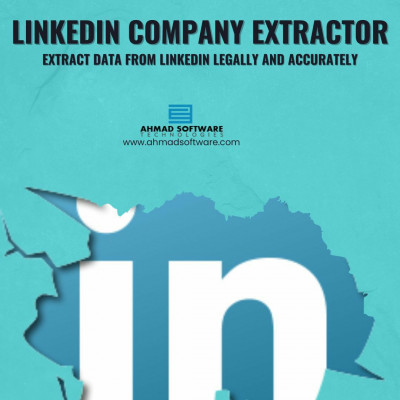 LINKEDIN COMPANY EXTRACTOR
EXTRACT DATA FROM LINKEDIN LEGALLY AND ACCURATELY
AHMAD SOFTWARE
TECHNOLOGIES
www.ahmadsoftware.com
in